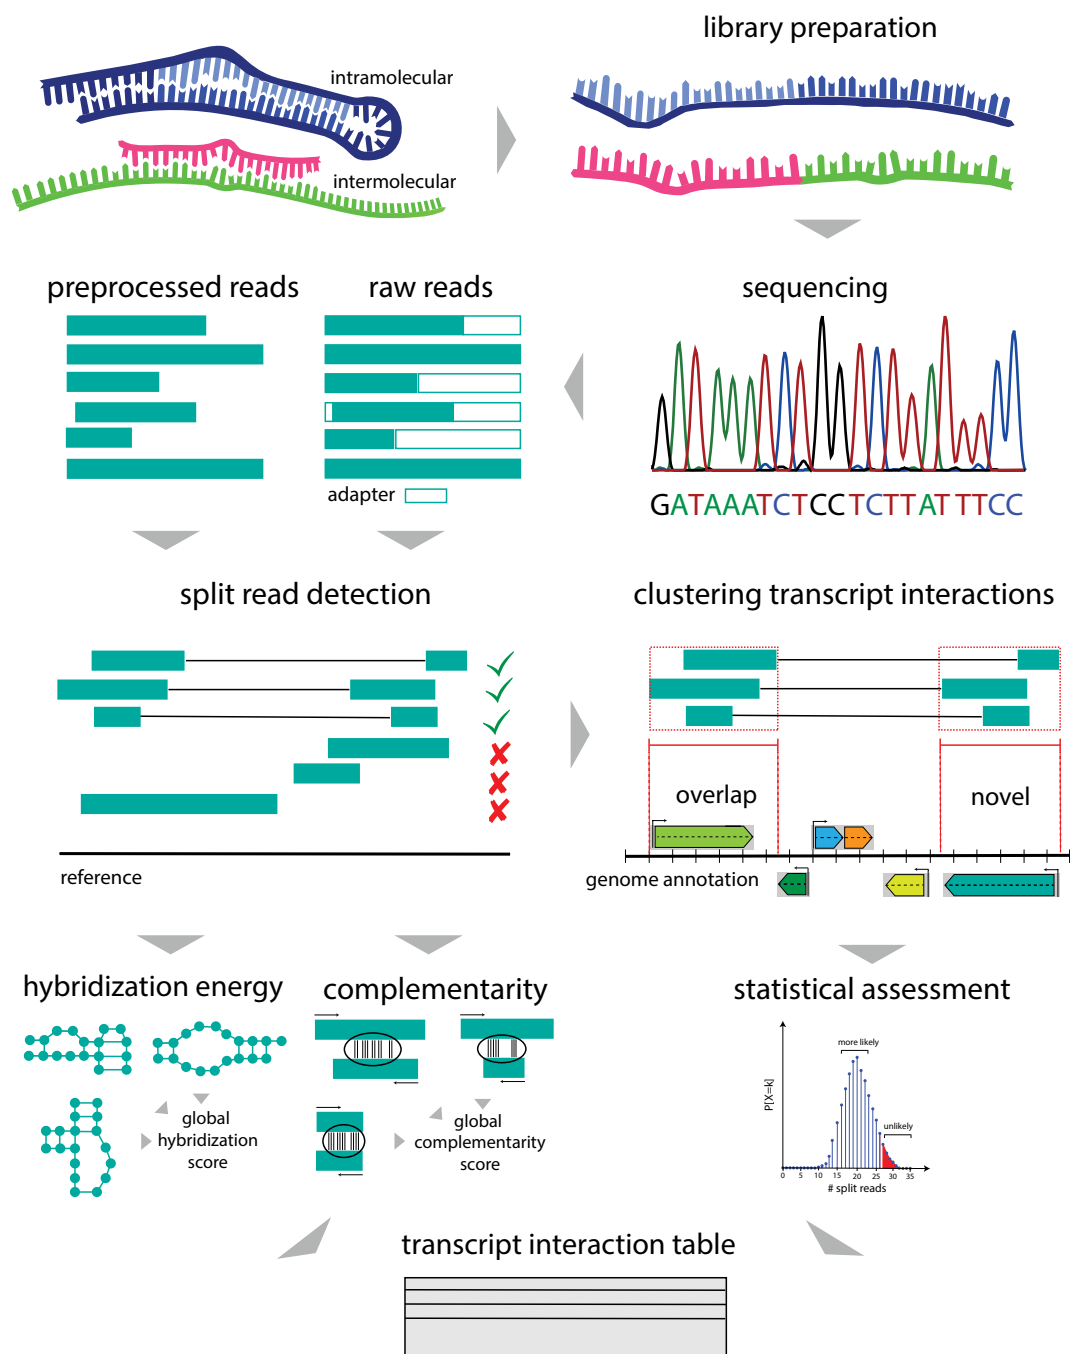 library preparation
intramolecular
intermolecular
preprocessed reads
raw reads
sequencing
adapter
GATAAATCTCCTCTTATTTCC
split read detection
clustering transcript interactions
overlap
novel
reference
genome annotation
hybridization energy
complementarity
statistical assessment
global
hybridization
score
global
complementarity
score
more likely
unlikely
P[X=k]
0 5 10 15 20 25 30 35
# split reads
transcript interaction table